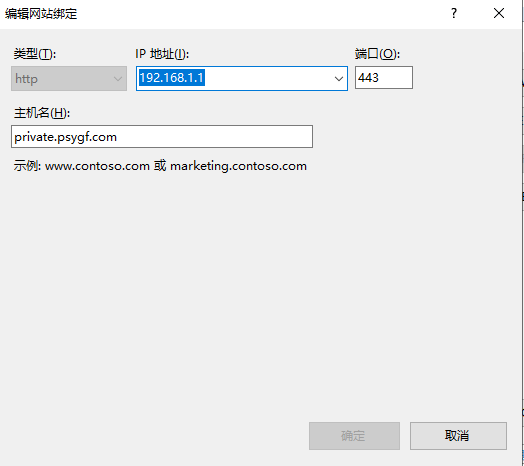 编辑网站绑定
?
类型(T):
IP 地址(I):
端口(O):
http
192.168.1.1
443
主机名(H):
private.psygf.com
示例: www.contoso.com 或 marketing.contoso.com
确定
取消